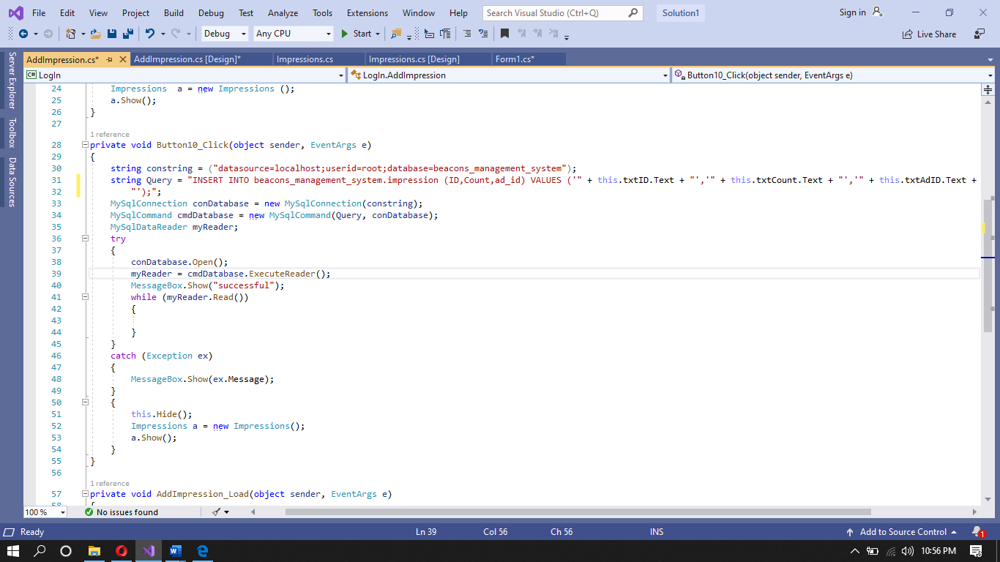 File Edit View Project Build Debug Test Analyze Tools Extensions Window Help Search Visual Studio (Ctrl+Q) Solution1 Sign in
Debug Any CPU Start Live Share
AddImpression.cs* AddImpression.cs [Design]* Impressions.cs Impressions.cs [Design] Form1.cs*
C# LogIn LogIn.AddImpression Button10_Click(object sender, EventArgs e)
Server Explorer
Toolbox
Data Sources
24 Impressions  a = new Impressions ();
25 a.Show();
26 }
27
1 reference
28 private void Button10_Click(object sender, EventArgs e)
29 {
30 string constring = ("datasource=localhost;userid=root;database=beacons_management_system");
31 string Query = "INSERT INTO beacons_management_system.impression (ID,Count,ad_id) VALUES ('" + this.txtID.Text + "','" + this.txtCount.Text + "','" + this.txtAdID.Text +
32 "');";
33 MySqlConnection conDatabase = new MySqlConnection(constring);
34 MySqlCommand cmdDatabase = new MySqlCommand(Query, conDatabase);
35 MySqlDataReader myReader;
36 try
37 {
38 conDatabase.Open();
39 myReader = cmdDatabase.ExecuteReader();
40 MessageBox.Show("successful");
41 while (myReader.Read())
42 {
43
44 }
45 }
46 catch (Exception ex)
47 {
48 MessageBox.Show(ex.Message);
49 }
50 {
51 this.Hide();
52 Impressions a = new Impressions();
53 a.Show();
54 }
55 }
56
1 reference
57 private void AddImpression_Load(object sender, EventArgs e)
58 {
100 % No issues found
Ready Ln 39 Col 56 Ch 56 INS Add to Source Control 1
10:56 PM